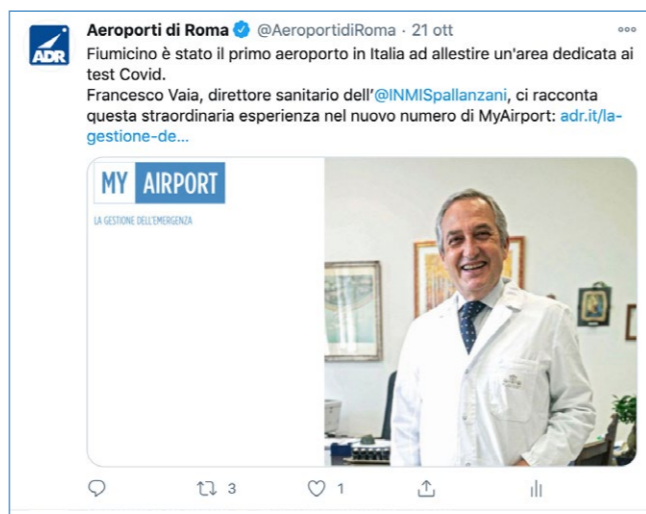 Aeroporti di Roma @AeroportidiRoma · 21 ott
ADR
Fiumicino è stato il primo aeroporto in Italia ad allestire un'area dedicata ai
test Covid.
Francesco Vaia, direttore sanitario dell'@INMISpallanzani, ci racconta
questa straordinaria esperienza nel nuovo numero di MyAirport: adr.it/la-
gestione-de...
MY AIRPORT
LA GESTIONE DELL'EMERGENZA
3 1